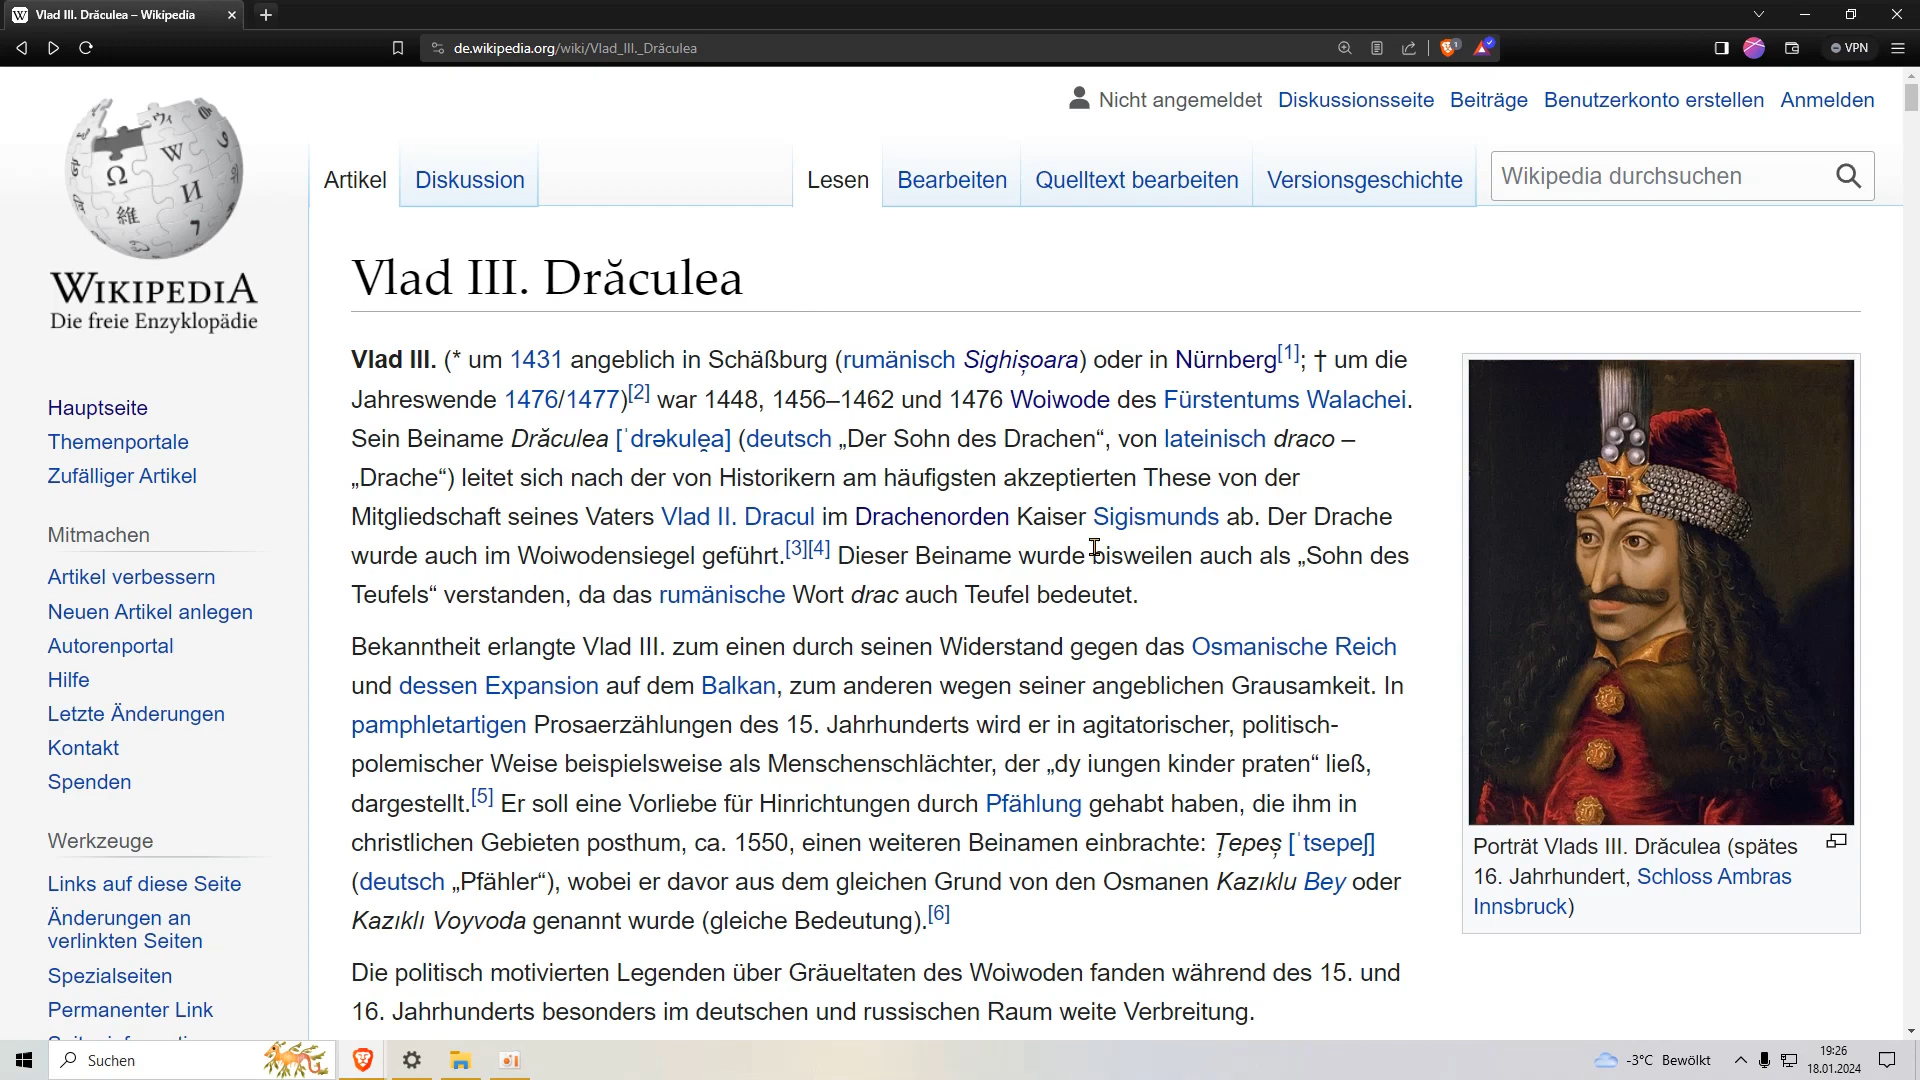 Vlad III. Drăculea – Wikipedia
de.wikipedia.org/wiki/Vlad_III._Drăculea
1
VPN
Nicht angemeldet Diskussionsseite Beiträge Benutzerkonto erstellen Anmelden
Artikel Diskussion Lesen Bearbeiten Quelltext bearbeiten Versionsgeschichte Wikipedia durchsuchen
WIKIPEDIA
Die freie Enzyklopädie
Hauptseite
Themenportale
Zufälliger Artikel
Mitmachen
Artikel verbessern
Neuen Artikel anlegen
Autorenportal
Hilfe
Letzte Änderungen
Kontakt
Spenden
Werkzeuge
Links auf diese Seite
Änderungen an
verlinkten Seiten
Spezialseiten
Permanenter Link
Vlad III. Drăculea
Vlad III. (* um 1431 angeblich in Schäßburg (rumänisch Sighișoara) oder in Nürnberg[1]; † um die
Jahreswende 1476/1477)[2] war 1448, 1456–1462 und 1476 Woiwode des Fürstentums Walachei.
Sein Beiname Drăculea [ˈdrəkule̯a] (deutsch „Der Sohn des Drachen“, von lateinisch draco –
„Drache“) leitet sich nach der von Historikern am häufigsten akzeptierten These von der
Mitgliedschaft seines Vaters Vlad II. Dracul im Drachenorden Kaiser Sigismunds ab. Der Drache
wurde auch im Woiwodensiegel geführt.[3][4] Dieser Beiname wurde bisweilen auch als „Sohn des
Teufels“ verstanden, da das rumänische Wort drac auch Teufel bedeutet.
Bekanntheit erlangte Vlad III. zum einen durch seinen Widerstand gegen das Osmanische Reich
und dessen Expansion auf dem Balkan, zum anderen wegen seiner angeblichen Grausamkeit. In
pamphletartigen Prosaerzählungen des 15. Jahrhunderts wird er in agitatorischer, politisch-
polemischer Weise beispielsweise als Menschenschlächter, der „dy iungen kinder praten“ ließ,
dargestellt.[5] Er soll eine Vorliebe für Hinrichtungen durch Pfählung gehabt haben, die ihm in
christlichen Gebieten posthum, ca. 1550, einen weiteren Beinamen einbrachte: Țepeș [ˈtsepeʃ]
(deutsch „Pfähler“), wobei er davor aus dem gleichen Grund von den Osmanen Kazıklu Bey oder
Kazıklı Voyvoda genannt wurde (gleiche Bedeutung).[6]
Die politisch motivierten Legenden über Gräueltaten des Woiwoden fanden während des 15. und
16. Jahrhunderts besonders im deutschen und russischen Raum weite Verbreitung.
Porträt Vlads III. Drăculea (spätes
16. Jahrhundert, Schloss Ambras
Innsbruck)
Suchen
-3°C Bewölkt
19:26
18.01.2024